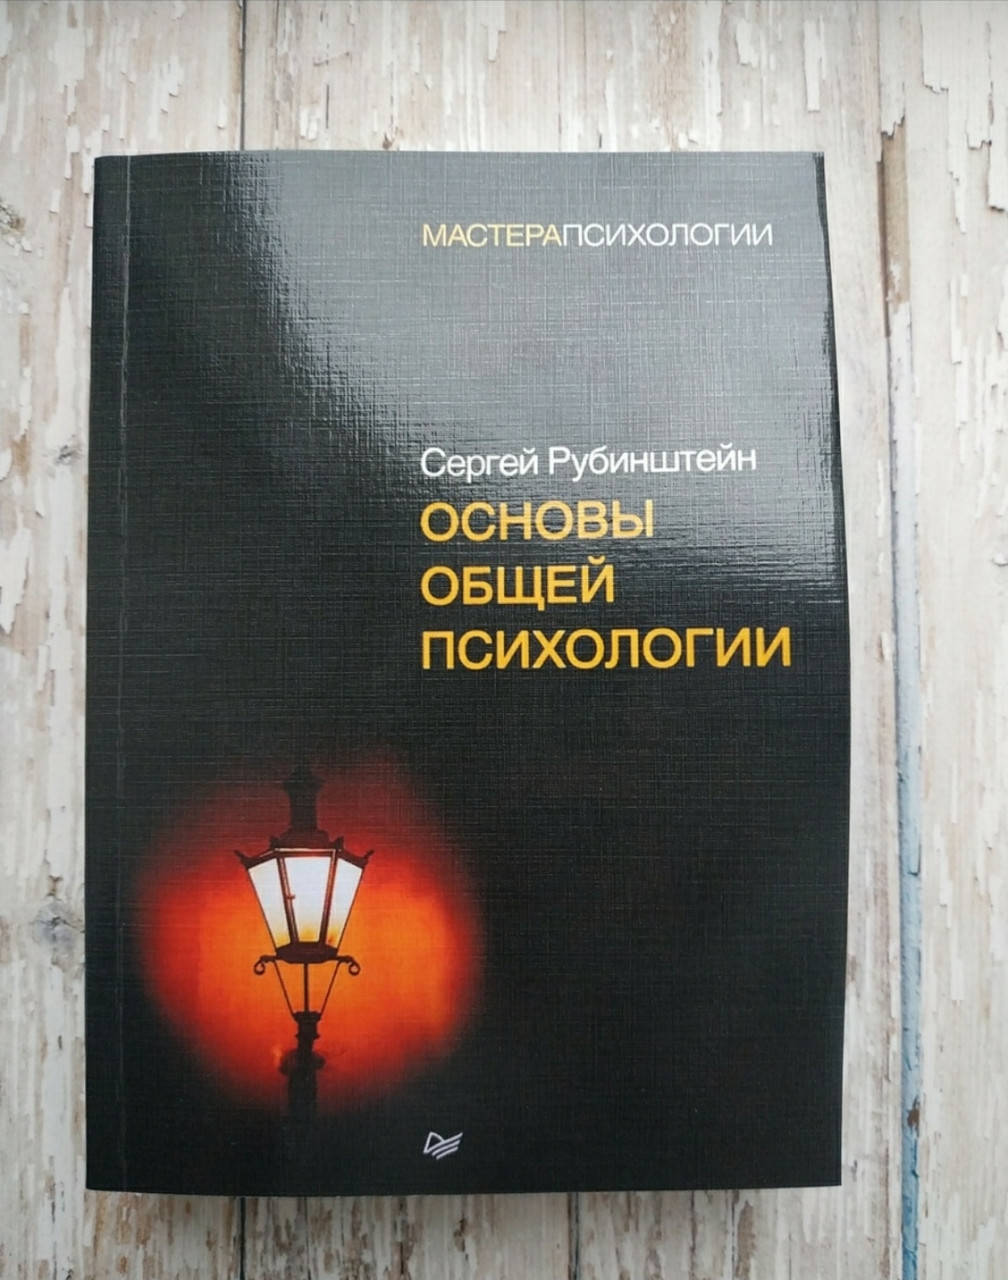 МАСТЕРАПСИХОЛОГИИ
Сергей Рубинштейн
ОСНОВЫ
ОБЩЕЙ
ПСИХОЛОГИИ